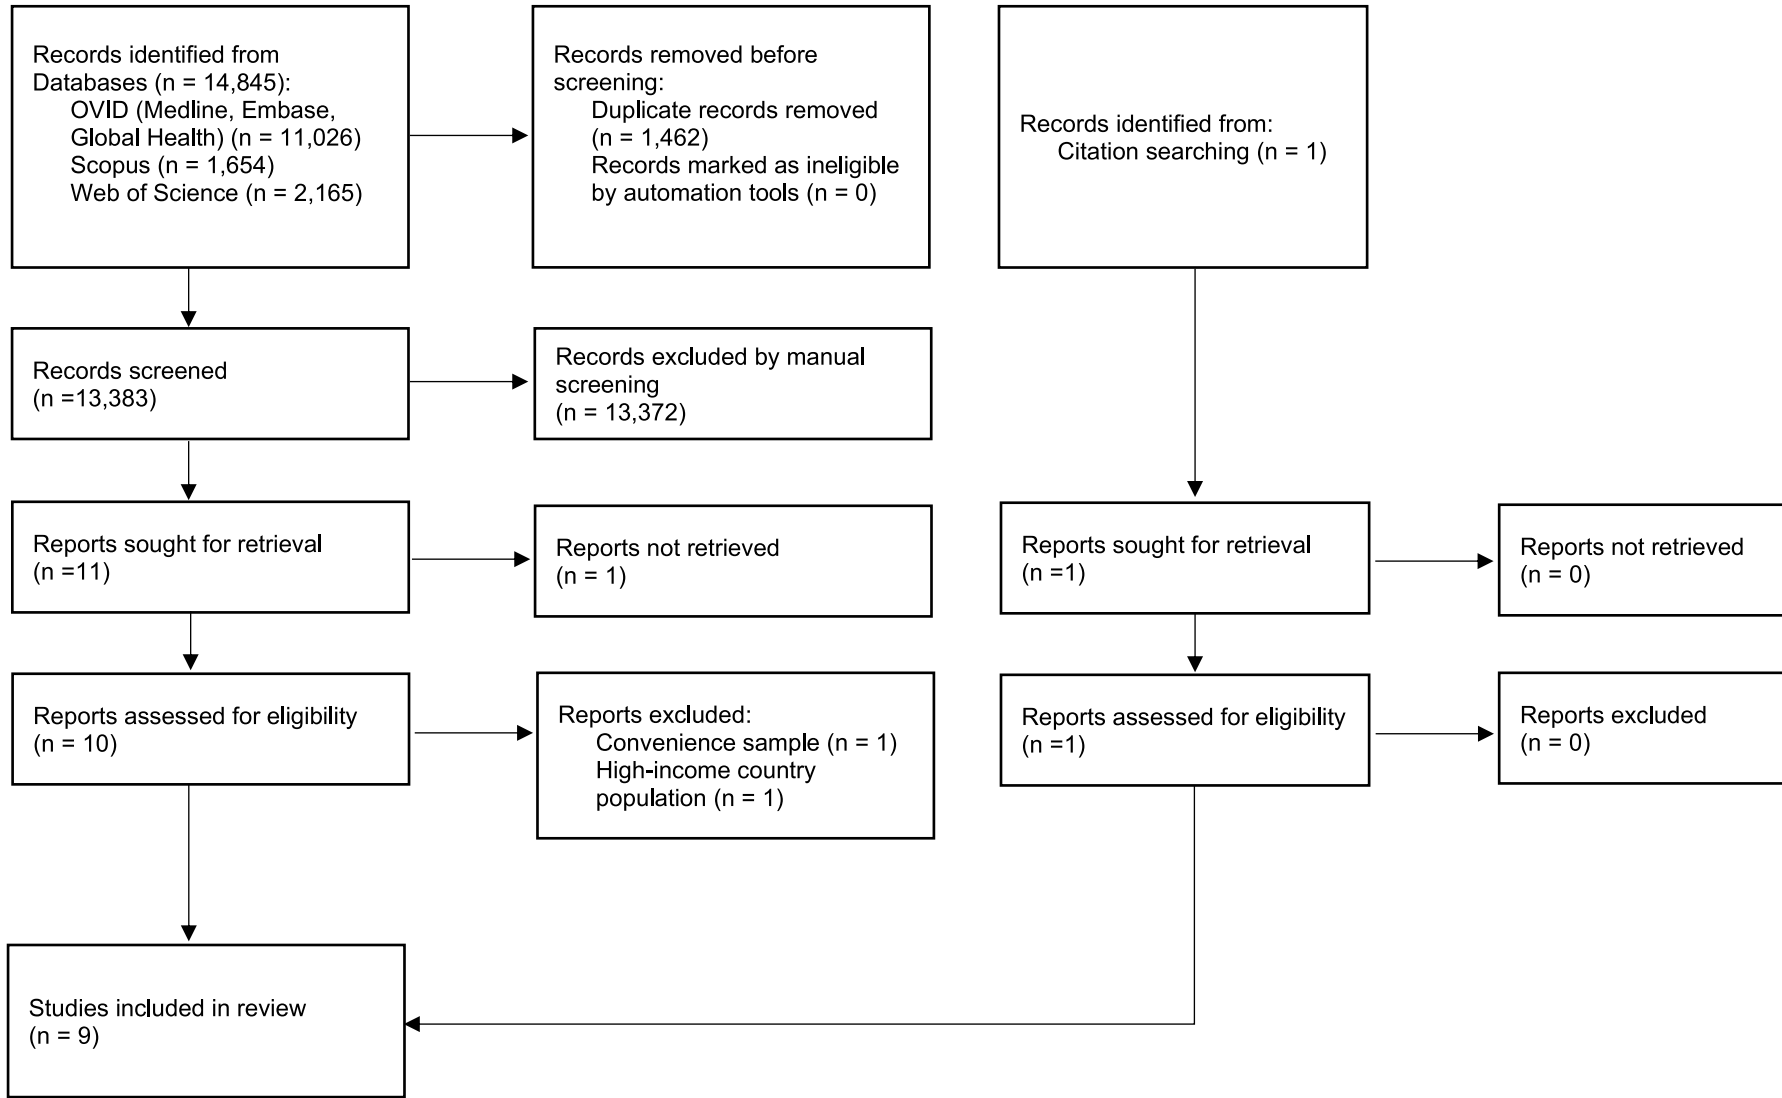 Records identified from
Databases (n = 14,845):
OVID (Medline, Embase,
Global Health) (n = 11,026)
Scopus (n = 1,654)
Web of Science (n = 2,165)
Records removed before
screening:
Duplicate records removed
(n = 1,462)
Records marked as ineligible
by automation tools (n = 0)
Records identified from:
Citation searching (n = 1)
Records screened
(n =13,383)
Records excluded by manual
screening
(n = 13,372)
Reports sought for retrieval
(n =11)
Reports not retrieved
(n = 1)
Reports sought for retrieval
(n =1)
Reports not retrieved
(n = 0)
Reports assessed for eligibility
(n = 10)
Reports excluded:
Convenience sample (n = 1)
High-income country
population (n = 1)
Reports assessed for eligibility
(n =1)
Reports excluded
(n = 0)
Studies included in review
(n = 9)